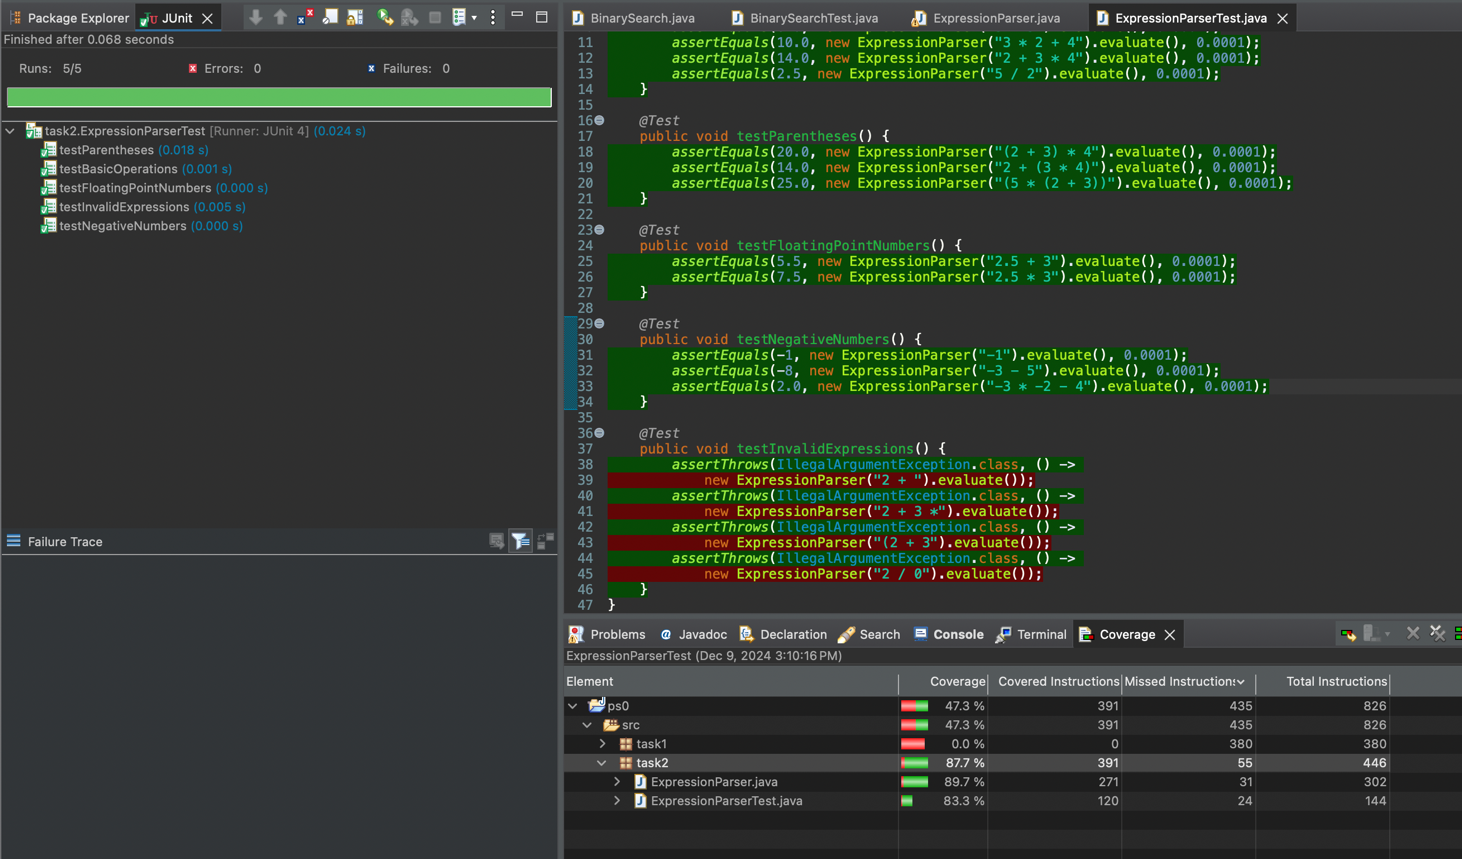 Package Explorer
JUnit
Finished after 0.068 seconds
Runs: 5/5
Errors: 0
Failures: 0
task2.ExpressionParserTest [Runner: JUnit 4] (0.024 s)
testParentheses (0.018 s)
testBasicOperations (0.001 s)
testFloatingPointNumbers (0.000 s)
testInvalidExpressions (0.005 s)
testNegativeNumbers (0.000 s)
Failure Trace
BinarySearch.java
BinarySearchTest.java
ExpressionParser.java
ExpressionParserTest.java
11 assertEquals(10.0, new ExpressionParser("3 * 2 + 4").evaluate(), 0.0001);
12 assertEquals(14.0, new ExpressionParser("2 + 3 * 4").evaluate(), 0.0001);
13 assertEquals(2.5, new ExpressionParser("5 / 2").evaluate(), 0.0001);
14 }
15
16 @Test
17 public void testParentheses() {
18 assertEquals(20.0, new ExpressionParser("(2 + 3) * 4").evaluate(), 0.0001);
19 assertEquals(14.0, new ExpressionParser("2 + (3 * 4)").evaluate(), 0.0001);
20 assertEquals(25.0, new ExpressionParser("(5 * (2 + 3))").evaluate(), 0.0001);
21 }
22
23 @Test
24 public void testFloatingPointNumbers() {
25 assertEquals(5.5, new ExpressionParser("2.5 + 3").evaluate(), 0.0001);
26 assertEquals(7.5, new ExpressionParser("2.5 * 3").evaluate(), 0.0001);
27 }
28
29 @Test
30 public void testNegativeNumbers() {
31 assertEquals(-1, new ExpressionParser("-1").evaluate(), 0.0001);
32 assertEquals(-8, new ExpressionParser("-3 - 5").evaluate(), 0.0001);
33 assertEquals(2.0, new ExpressionParser("-3 * -2 - 4").evaluate(), 0.0001);
34 }
35
36 @Test
37 public void testInvalidExpressions() {
38 assertThrows(IllegalArgumentException.class, () ->
39 new ExpressionParser("2 + ").evaluate());
40 assertThrows(IllegalArgumentException.class, () ->
41 new ExpressionParser("2 + 3 *").evaluate());
42 assertThrows(IllegalArgumentException.class, () ->
43 new ExpressionParser("(2 + 3").evaluate());
44 assertThrows(IllegalArgumentException.class, () ->
45 new ExpressionParser("2 / 0").evaluate());
46 }
47 }
Problems
Javadoc
Declaration
Search
Console
Terminal
Coverage
ExpressionParserTest (Dec 9, 2024 3:10:16 PM)
Element Coverage Covered Instructions Missed Instructions Total Instructions
ps0 47.3 % 391 435 826
src 47.3 % 391 435 826
task1 0.0 % 0 380 380
task2 87.7 % 391 55 446
ExpressionParser.java 89.7 % 271 31 302
ExpressionParserTest.java 83.3 % 120 24 144